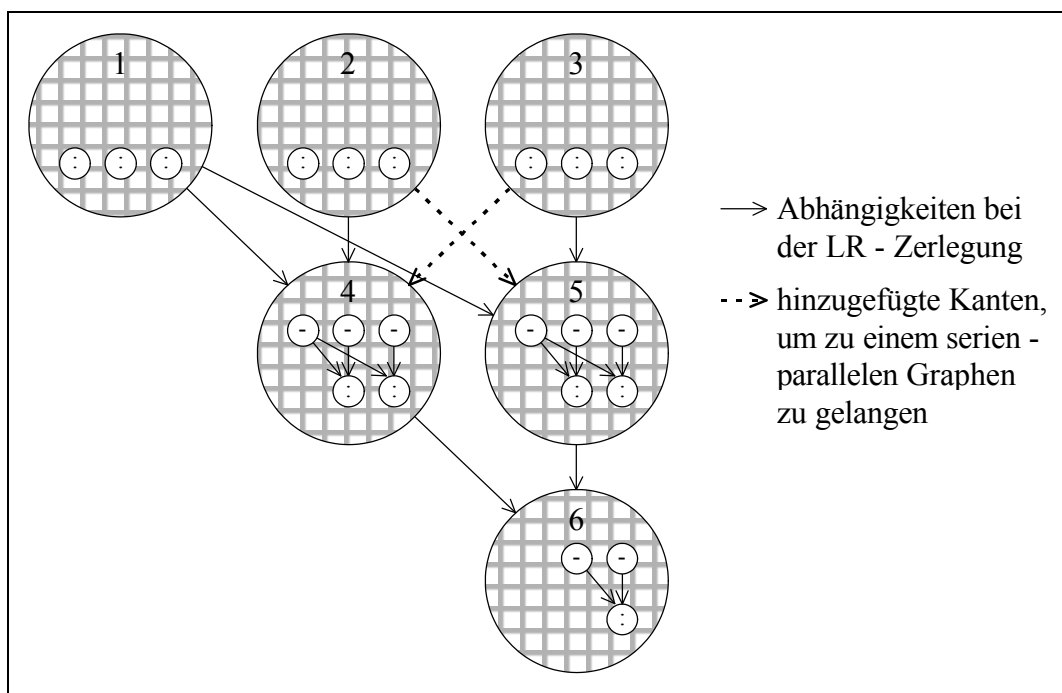 1 2 3
: : : : : : : : :
Abhängigkeiten bei
der LR - Zerlegung
4 5
- - - - - -
: : : :
hinzugefügte Kanten,
um zu einem serien -
parallelen Graphen
zu gelangen
6
- -
: